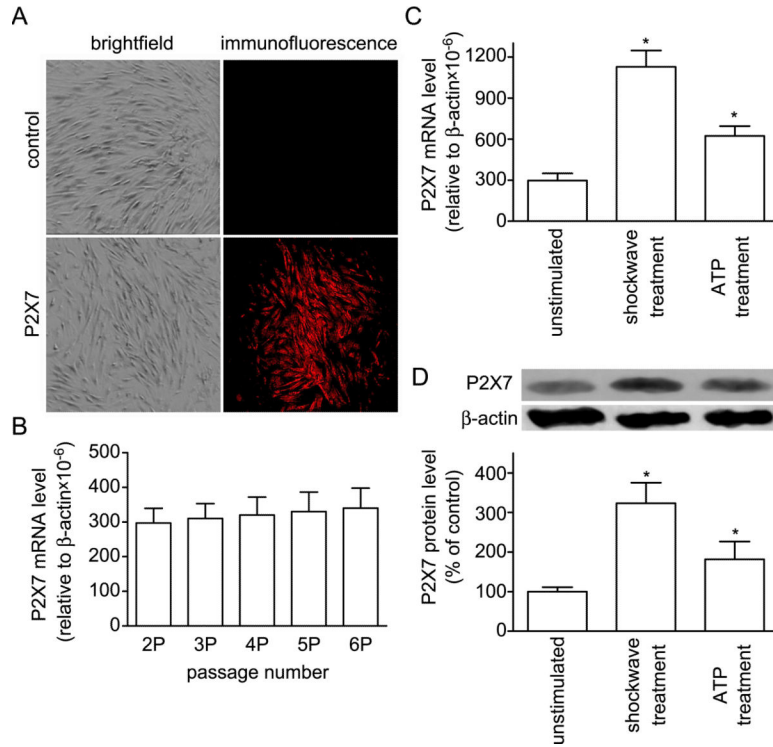 A
brightfield
immunofluorescence
control
P2X7
B
P2X7 mRNA level
(relative to β-actin×10-6)
500
400
300
200
100
0
2P 3P 4P 5P 6P
passage number
C
P2X7 mRNA level
(relative to β-actin×10-6)
1200
900
600
300
0
*
*
unstimulated
shockwave
treatment
ATP
treatment
D
P2X7
β-actin
P2X7 protein level
(% of control)
400
300
200
100
0
*
*
unstimulated
shockwave
treatment
ATP
treatment